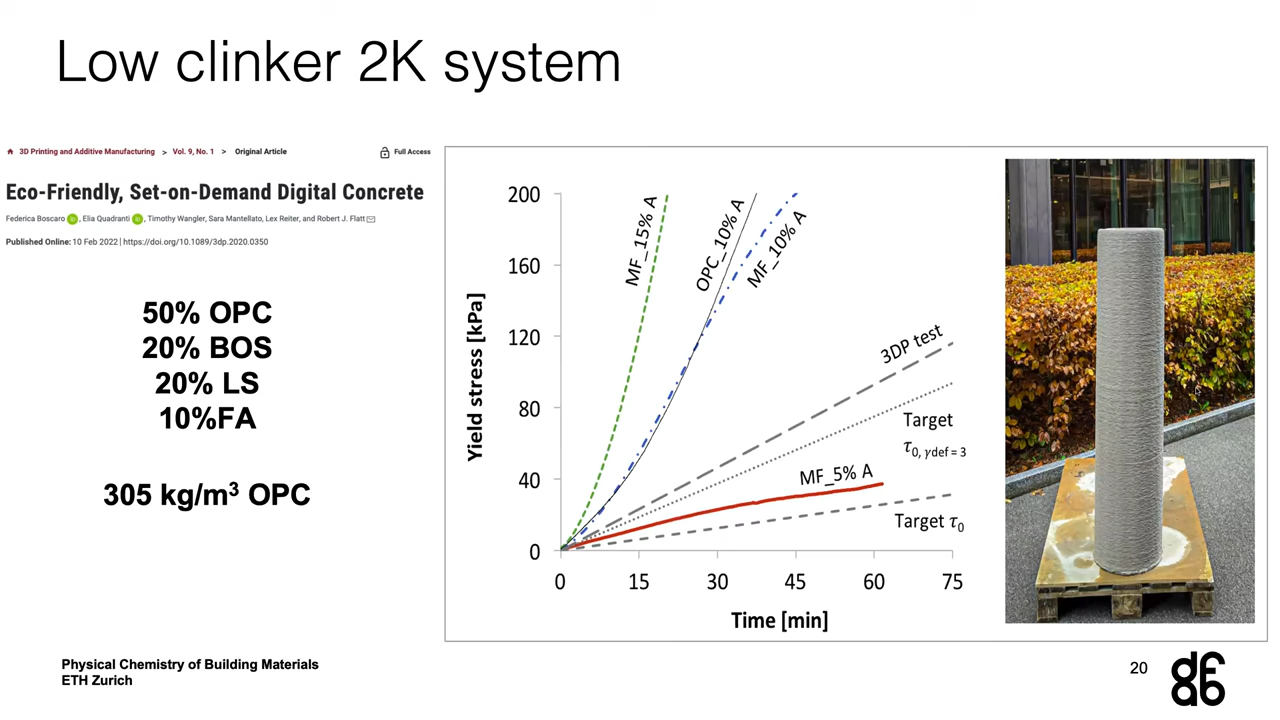 Low clinker 2K system
3D Printing and Additive Manufacturing > Vol. 9, No. 1 > Original Article
Full Access
Eco-Friendly, Set-on-Demand Digital Concrete
Federica Boscaro iD, Elia Quadranti iD, Timothy Wangler, Sara Mantellato, Lex Reiter, and Robert J. Flatt
Published Online: 10 Feb 2022 | https://doi.org/10.1089/3dp.2020.0350
50% OPC
20% BOS
20% LS
10%FA
305 kg/m³ OPC
Yield stress [kPa]
200
160
120
80
40
0
0 15 30 45 60 75
Time [min]
MF_15% A
OPC_10% A
MF_10% A
3DP test
Target
τ0, γdef = 3
MF_5% A
Target τ0
Physical Chemistry of Building Materials
ETH Zurich
20